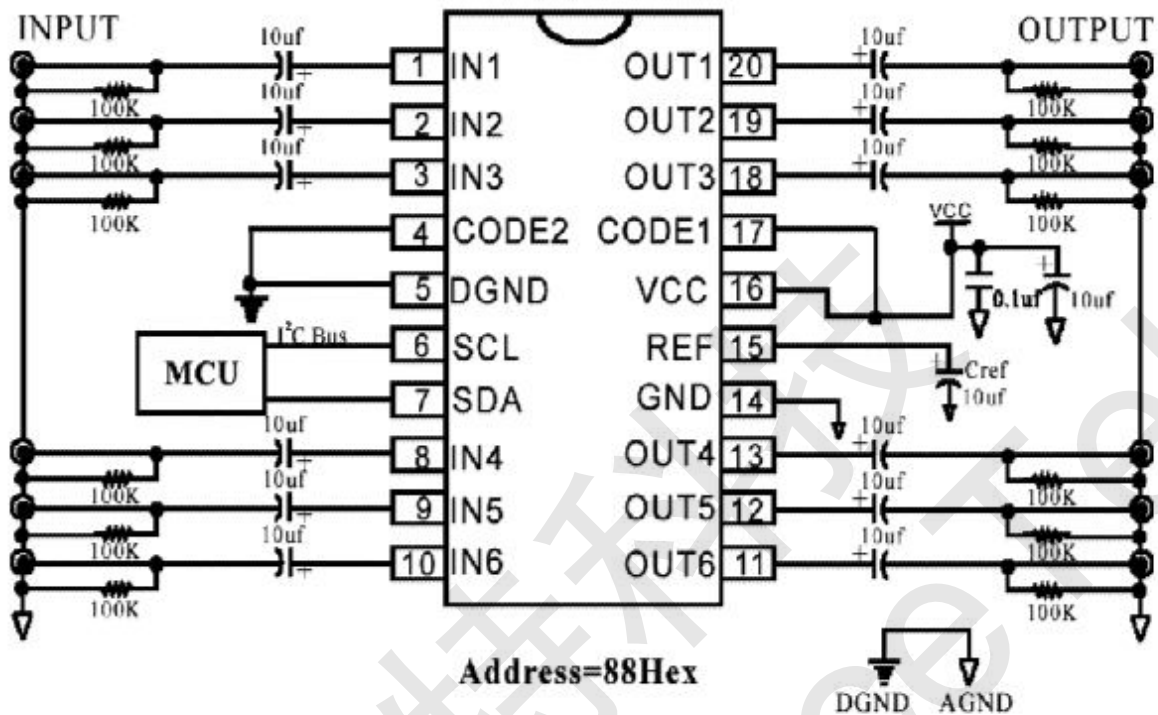 INPUT
OUTPUT
10uf
1 IN1
OUT1 20
10uf
100K
100K
10uf
2 IN2
OUT2 19
10uf
100K
100K
10uf
3 IN3
OUT3 18
10uf
100K
100K
4 CODE2
CODE1 17
VCC
5 DGND
VCC 16
0.1uf
10uf
MCU
I²C Bus
6 SCL
REF 15
Cref
10uf
7 SDA
GND 14
10uf
8 IN4
OUT4 13
10uf
100K
100K
10uf
9 IN5
OUT5 12
10uf
100K
100K
10uf
10 IN6
OUT6 11
10uf
100K
100K
Address=88Hex
DGND
AGND